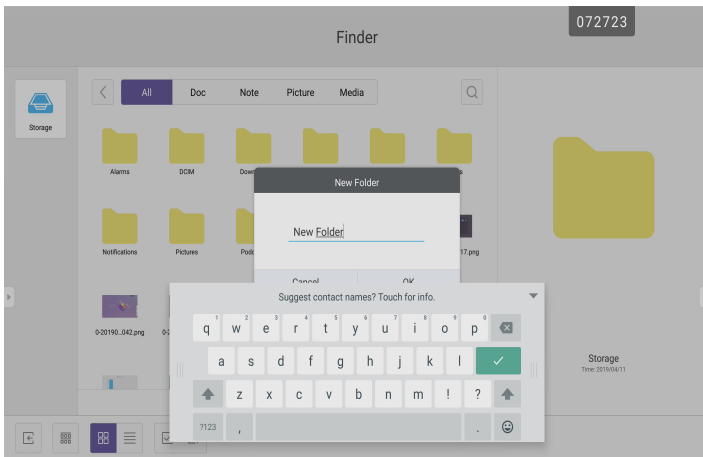 072723
Finder
All Doc Note Picture Media
Storage
Alarms DCIM
New Folder
New Folder
Notifications Pictures 17.png
Cancel OK
Suggest contact names? Touch for info.
1 2 3 4 5 6 7 8 9 0
q w e r t y u i o p
0-20190...042.png
a s d f g h j k l
z x c v b n m ! ?
?123 , .
Storage
Time: 2019/04/11